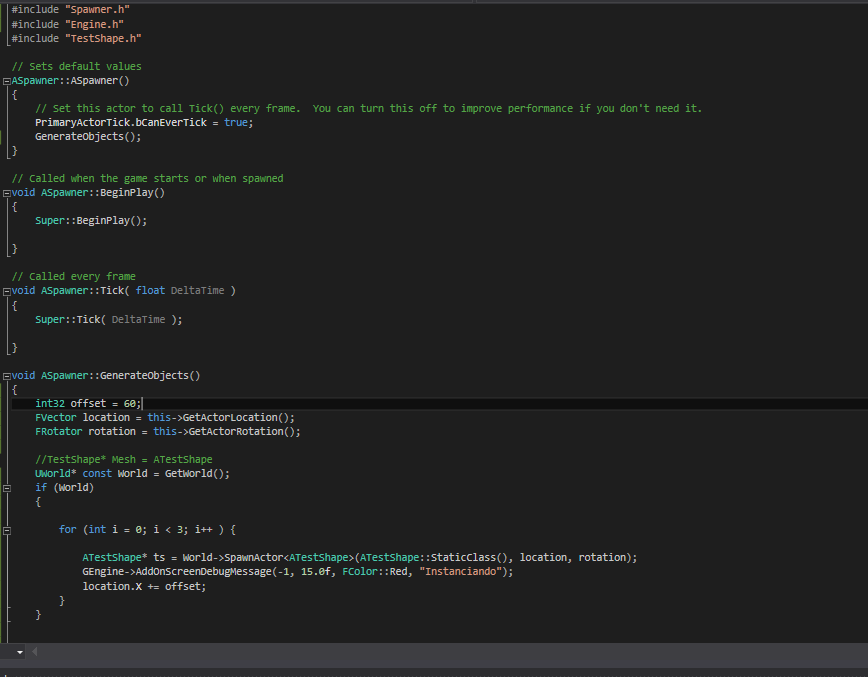 #include "Spawner.h"
#include "Engine.h"
#include "TestShape.h"
// Sets default values
ASpawner::ASpawner()
{
// Set this actor to call Tick() every frame.  You can turn this off to improve performance if you don't need it.
PrimaryActorTick.bCanEverTick = true;
GenerateObjects();
}
// Called when the game starts or when spawned
void ASpawner::BeginPlay()
{
Super::BeginPlay();
}
// Called every frame
void ASpawner::Tick( float DeltaTime )
{
Super::Tick( DeltaTime );
}
void ASpawner::GenerateObjects()
{
int32 offset = 60;
FVector location = this->GetActorLocation();
FRotator rotation = this->GetActorRotation();
//TestShape* Mesh = ATestShape
UWorld* const World = GetWorld();
if (World)
{
for (int i = 0; i < 3; i++ ) {
ATestShape* ts = World->SpawnActor<ATestShape>(ATestShape::StaticClass(), location, rotation);
GEngine->AddOnScreenDebugMessage(-1, 15.0f, FColor::Red, "Instanciando");
location.X += offset;
}
}